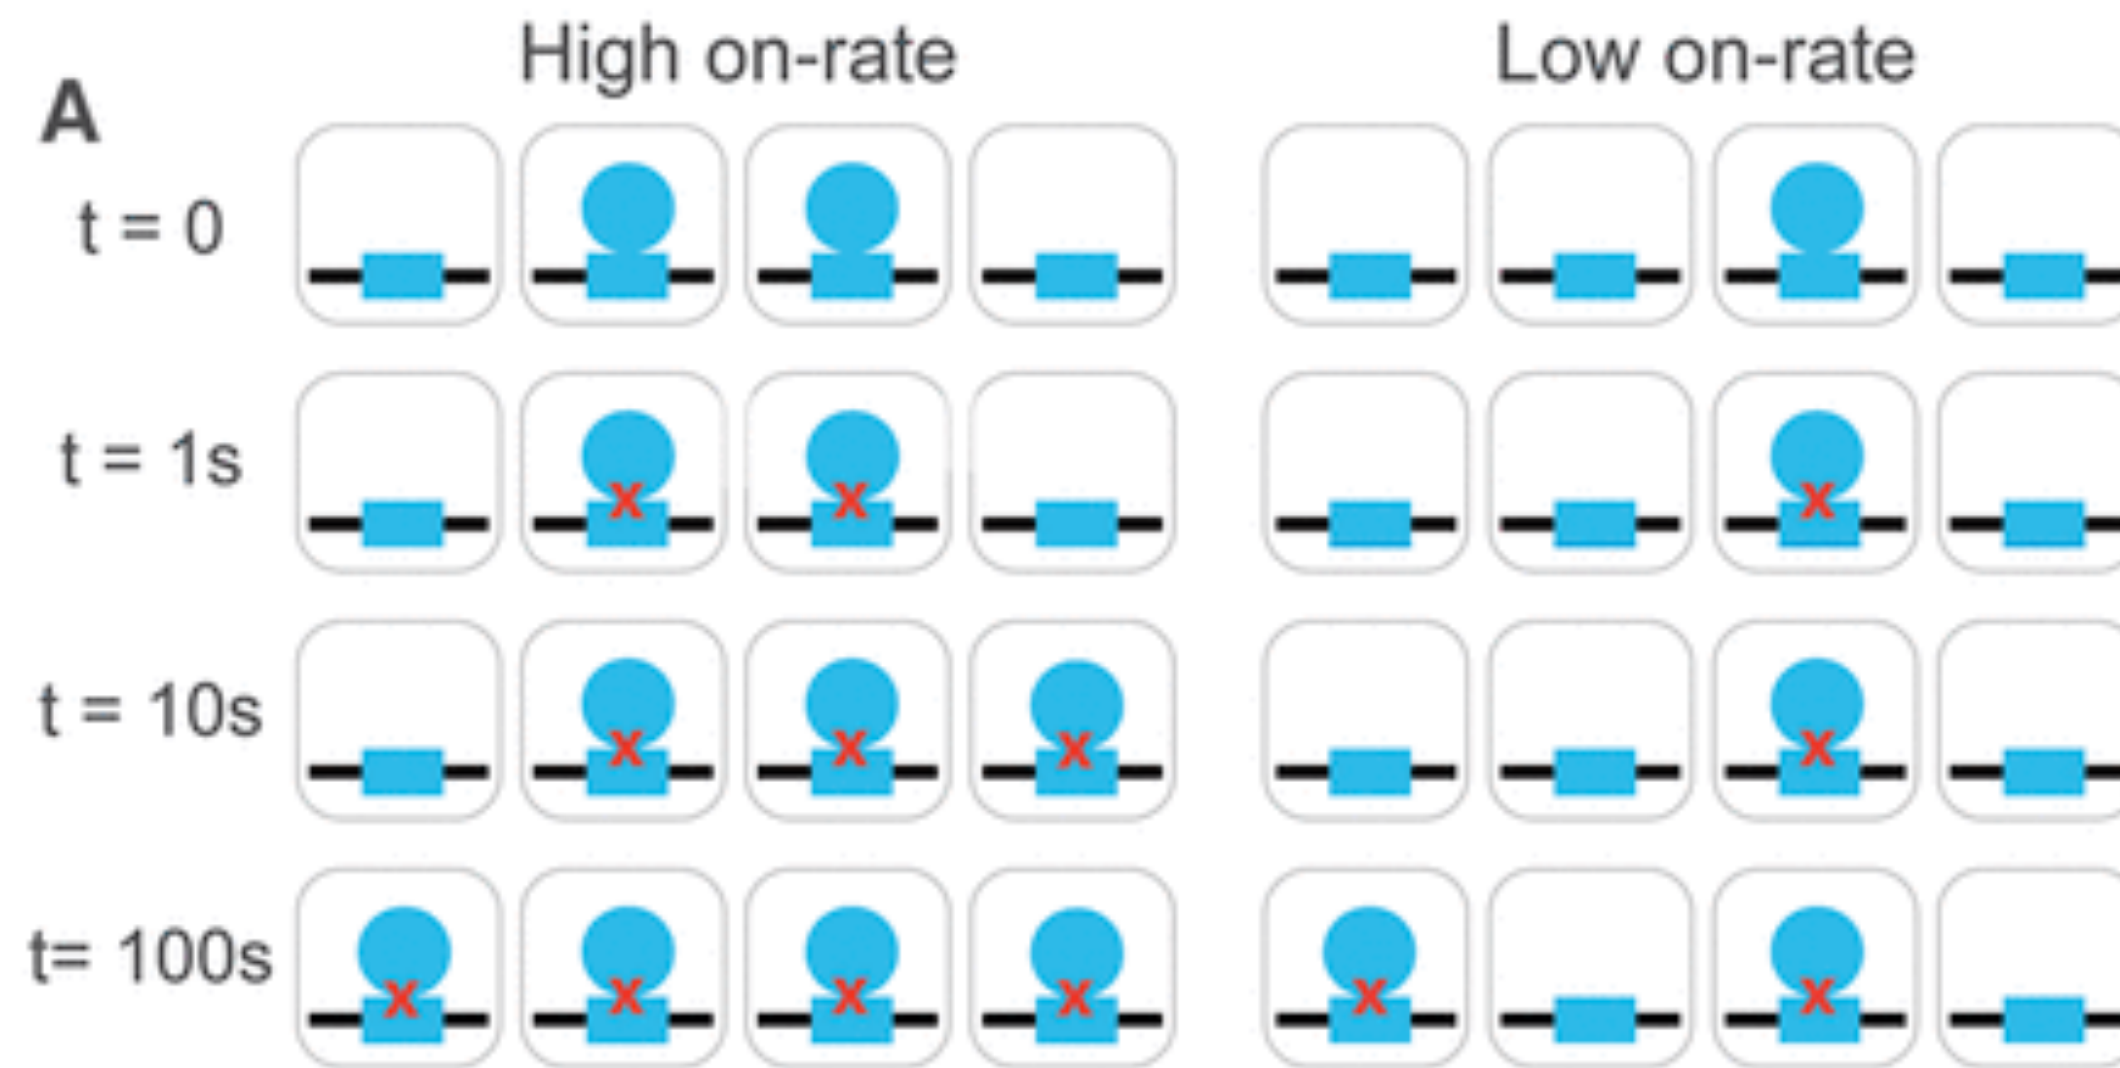 High on-rate
Low on-rate
A
t = 0
t = 1s
x
x
x
t = 10s
x
x
x
x
t= 100s
x
x
x
x
x
x